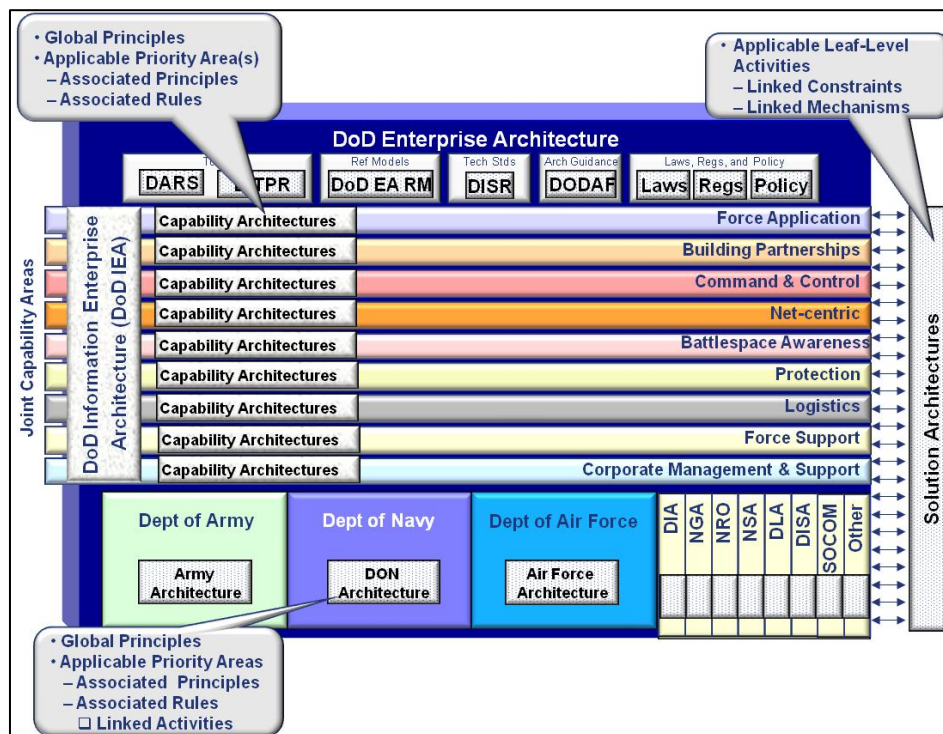 • Global Principles
• Applicable Priority Area(s)
– Associated Principles
– Associated Rules
• Applicable Leaf-Level
Activities
– Linked Constraints
– Linked Mechanisms
DoD Enterprise Architecture
Ref Models
Tech Stds
Arch Guidance
Laws, Regs, and Policy
DARS
DoD EA RM
DISR
DODAF
Laws
Regs
Policy
Joint Capability Areas
DoD Information Enterprise
Architecture (DoD IEA)
Capability Architectures
Force Application
Capability Architectures
Building Partnerships
Capability Architectures
Command & Control
Capability Architectures
Net-centric
Capability Architectures
Battlespace Awareness
Capability Architectures
Protection
Capability Architectures
Logistics
Capability Architectures
Force Support
Capability Architectures
Corporate Management & Support
Solution Architectures
Dept of Army
Army
Architecture
Dept of Navy
DON
Architecture
Dept of Air Force
Air Force
Architecture
DIA
NGA
NRO
NSA
DLA
DISA
SOCOM
Other
• Global Principles
• Applicable Priority Areas
– Associated Principles
– Associated Rules
❑ Linked Activities